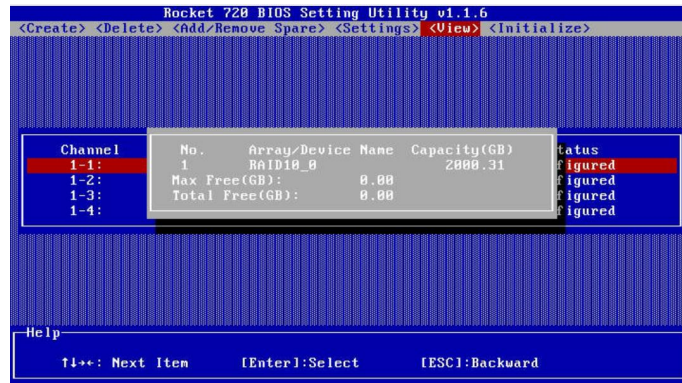 Rocket 720 BIOS Setting Utility v1.1.6
<Create> <Delete> <Add/Remove Spare> <Settings> <View> <Initialize>
Channel No. Array/Device Name Capacity(GB) tatus
1-1: 1 RAID10_0 2000.31 figured
1-2: Max Free(GB): 0.00 figured
1-3: Total Free(GB): 0.00 figured
1-4: figured
Help
↑↓→←: Next Item [Enter]:Select [ESC]:Backward